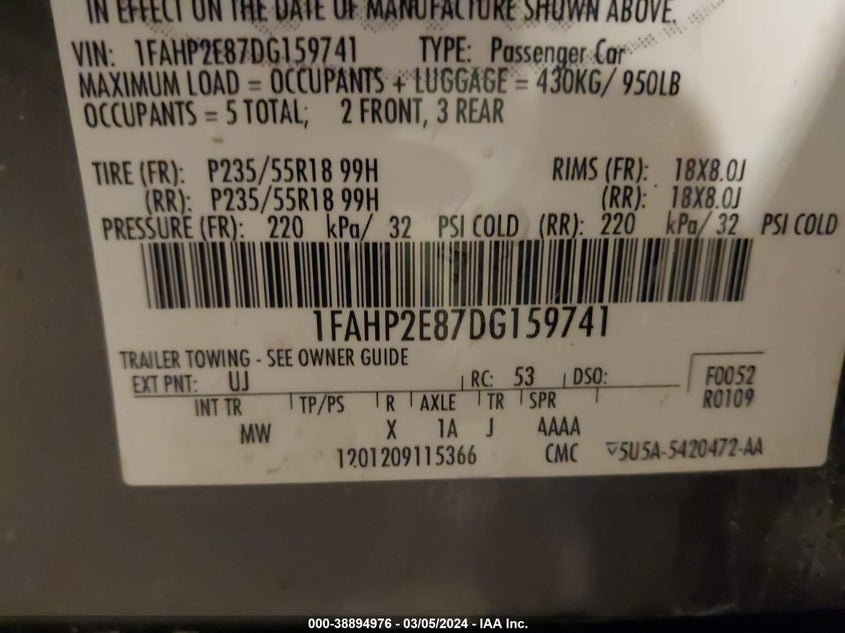 IN EFFECT ON THE DATE OF MANUFACTURE SHOWN ABOVE.
VIN: 1FAHP2E87DG159741 TYPE: Passenger Car
MAXIMUM LOAD = OCCUPANTS + LUGGAGE = 430KG/ 950LB
OCCUPANTS = 5 TOTAL; 2 FRONT, 3 REAR
TIRE (FR): P235/55R18 99H RIMS (FR): 18X8.0J
(RR): P235/55R18 99H (RR): 18X8.0J
PRESSURE (FR): 220 kPa/ 32 PSI COLD (RR): 220 kPa/ 32 PSI COLD
1FAHP2E87DG159741
TRAILER TOWING - SEE OWNER GUIDE
EXT PNT: UJ RC: 53 DSO: F0052
INT TR TP/PS R AXLE TR SPR R0109
MW X 1A J 4AAA
1201209115366 CMC 5U5A-5420472-AA
000-38894976 - 03/05/2024 - IAA Inc.